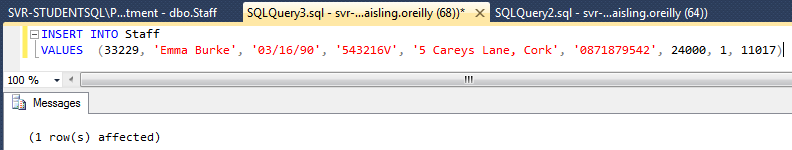 SVR-STUDENTSQL\P...tment - dbo.Staff SQLQuery3.sql - svr-...aisling.oreilly (68))* SQLQuery2.sql - svr-...aisling.oreilly (64))
INSERT INTO Staff
VALUES (33229, 'Emma Burke', '03/16/90', '543216V', '5 Careys Lane, Cork', '0871879542', 24000, 1, 11017)
100 %
Messages
(1 row(s) affected)